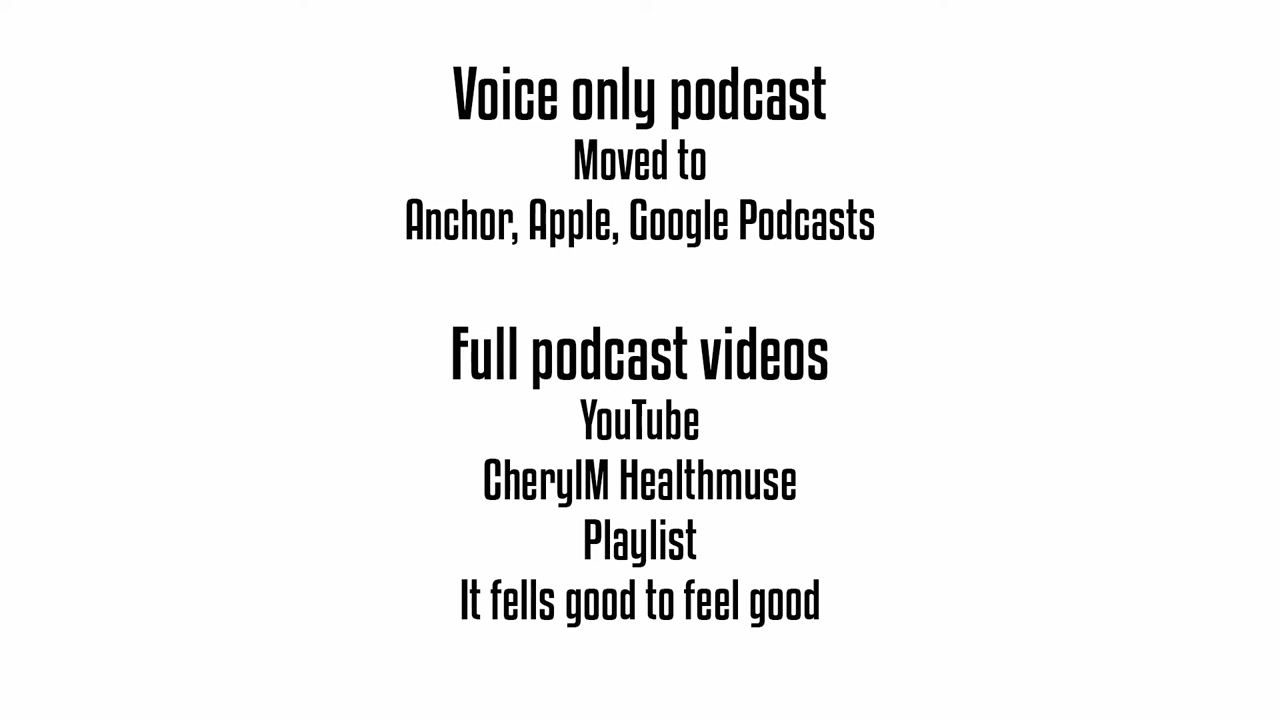 Voice only podcast
Moved to
Anchor, Apple, Google Podcasts
Full podcast videos
YouTube
CherylM Healthmuse
Playlist
It fells good to feel good